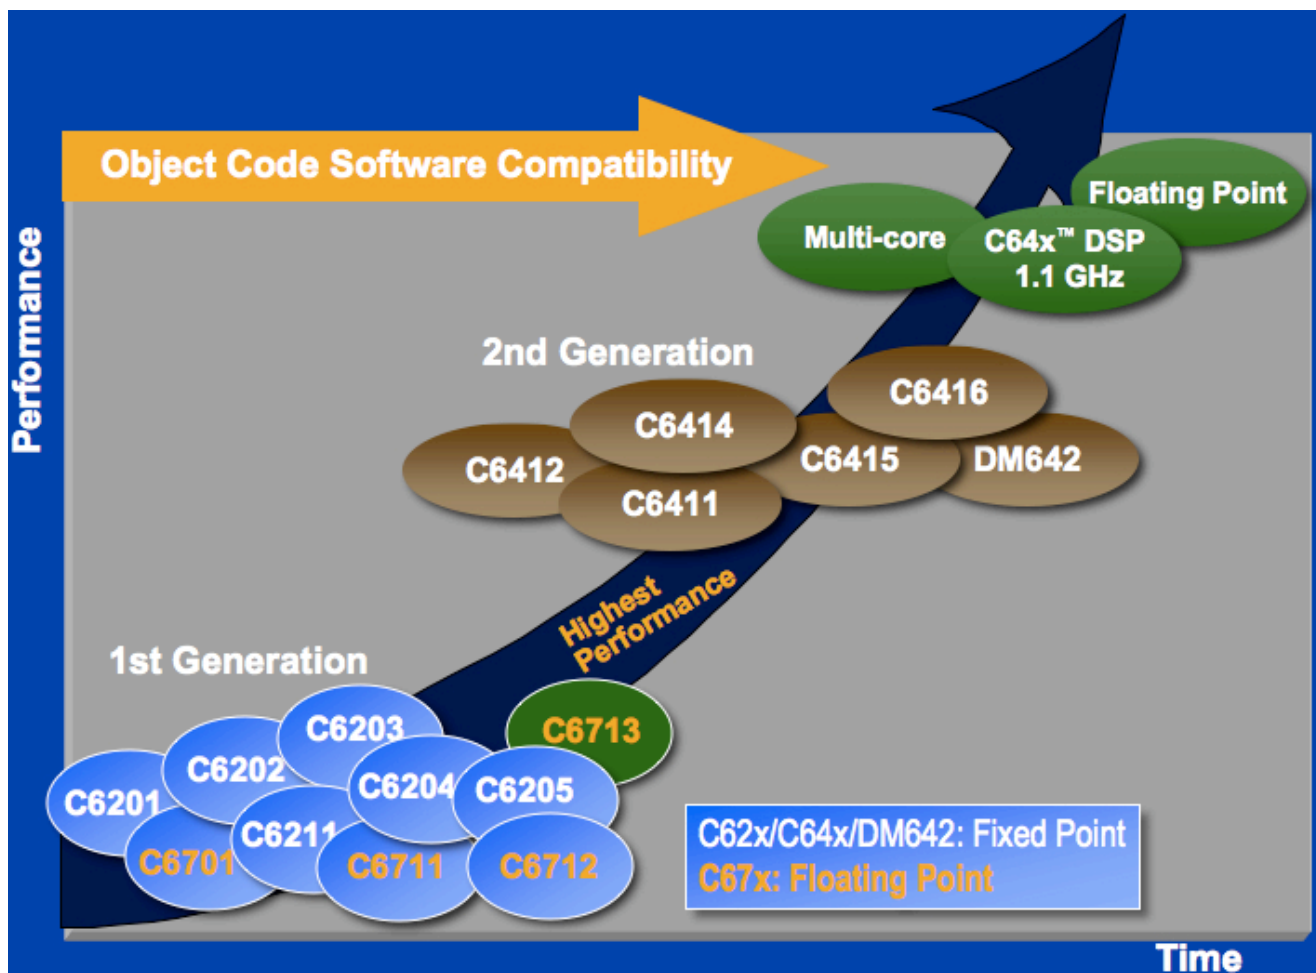 Object Code Software Compatibility
Performance
Floating Point
Multi-core
C64x™ DSP
1.1 GHz
2nd Generation
C6416
C6414
C6412
C6415
DM642
C6411
Highest
Performance
1st Generation
C6203
C6713
C6202
C6201
C6204
C6205
C6211
C6701
C6711
C6712
C62x/C64x/DM642: Fixed Point
C67x: Floating Point
Time